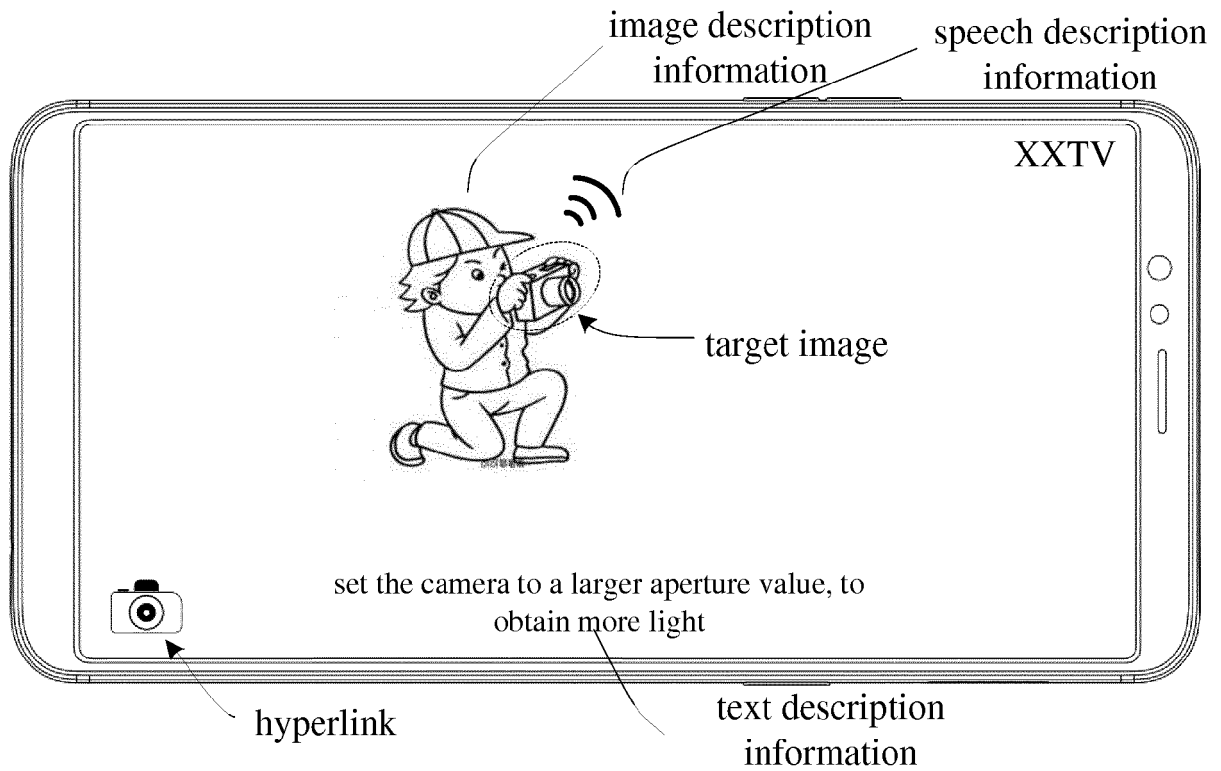 image description
information
speech description
information
XXTV
target image
set the camera to a larger aperture value, to
obtain more light
hyperlink
text description
information